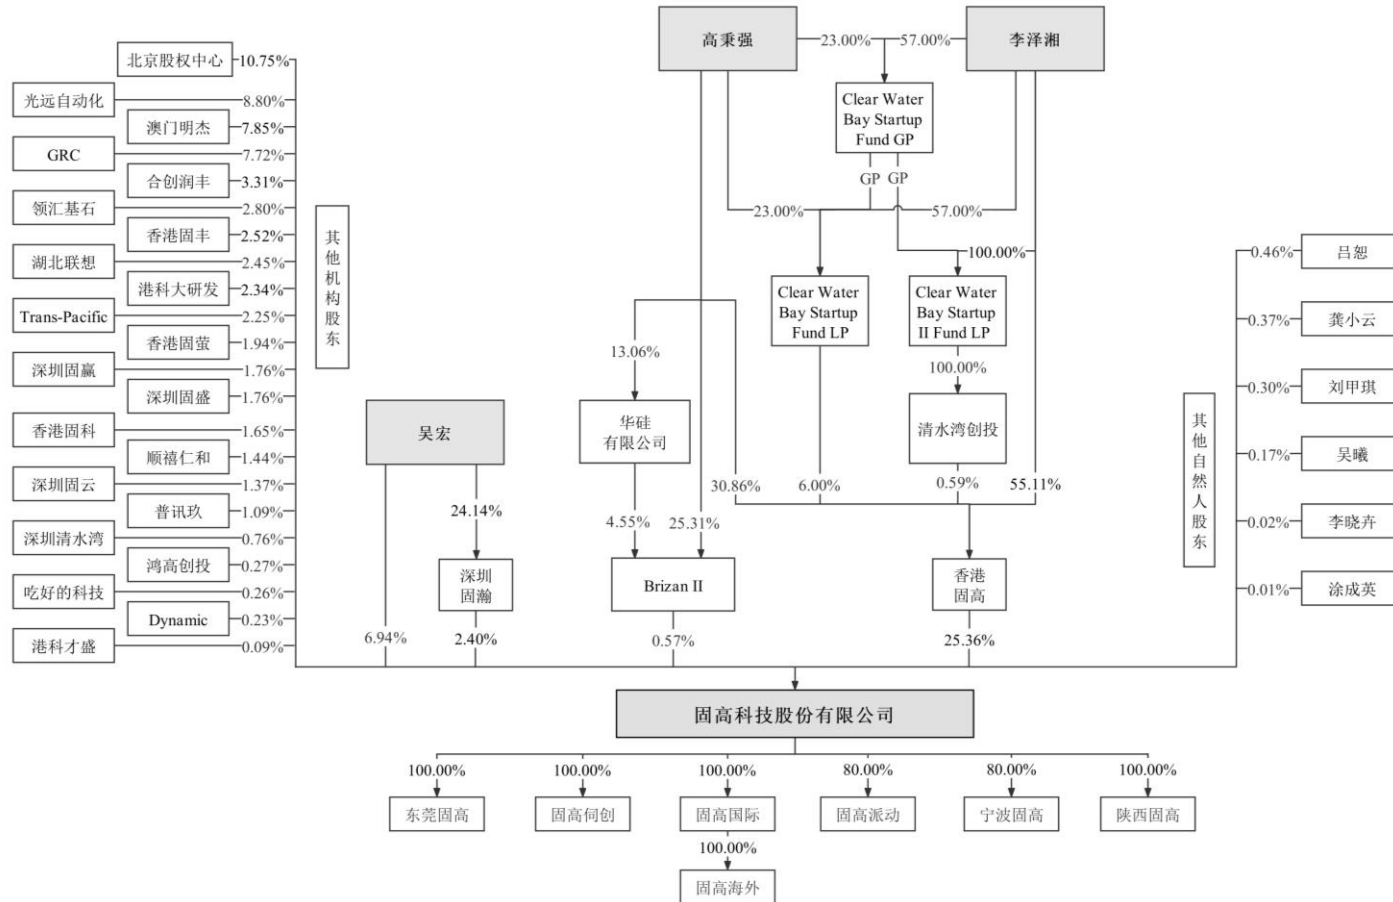 高秉强
23.00%
57.00%
李泽湘
北京股权中心
10.75%
光远自动化
8.80%
澳门明杰
7.85%
GRC
7.72%
合创润丰
3.31%
领汇基石
2.80%
香港固丰
2.52%
湖北联想
2.45%
港科大研发
2.34%
Trans-Pacific
2.25%
香港固萤
1.94%
深圳固赢
1.76%
深圳固盛
1.76%
香港固科
1.65%
顺禧仁和
1.44%
深圳固云
1.37%
普讯玖
1.09%
深圳清水湾
0.76%
鸿高创投
0.27%
吃好的科技
0.26%
Dynamic
0.23%
港科才盛
0.09%
其他机构股东
Clear Water
Bay Startup
Fund GP
GP
GP
23.00%
57.00%
100.00%
Clear Water
Bay Startup
Fund LP
Clear Water
Bay Startup
II Fund LP
13.06%
100.00%
吴宏
华硅
有限公司
清水湾创投
30.86%
6.00%
0.59%
55.11%
24.14%
4.55%
25.31%
深圳
固瀚
Brizan II
香港
固高
6.94%
2.40%
0.57%
25.36%
其他自然人股东
0.46%
吕恕
0.37%
龚小云
0.30%
刘甲琪
0.17%
吴曦
0.02%
李晓卉
0.01%
涂成英
固高科技股份有限公司
100.00%
100.00%
100.00%
80.00%
80.00%
100.00%
东莞固高
固高伺创
固高国际
固高派动
宁波固高
陕西固高
100.00%
固高海外